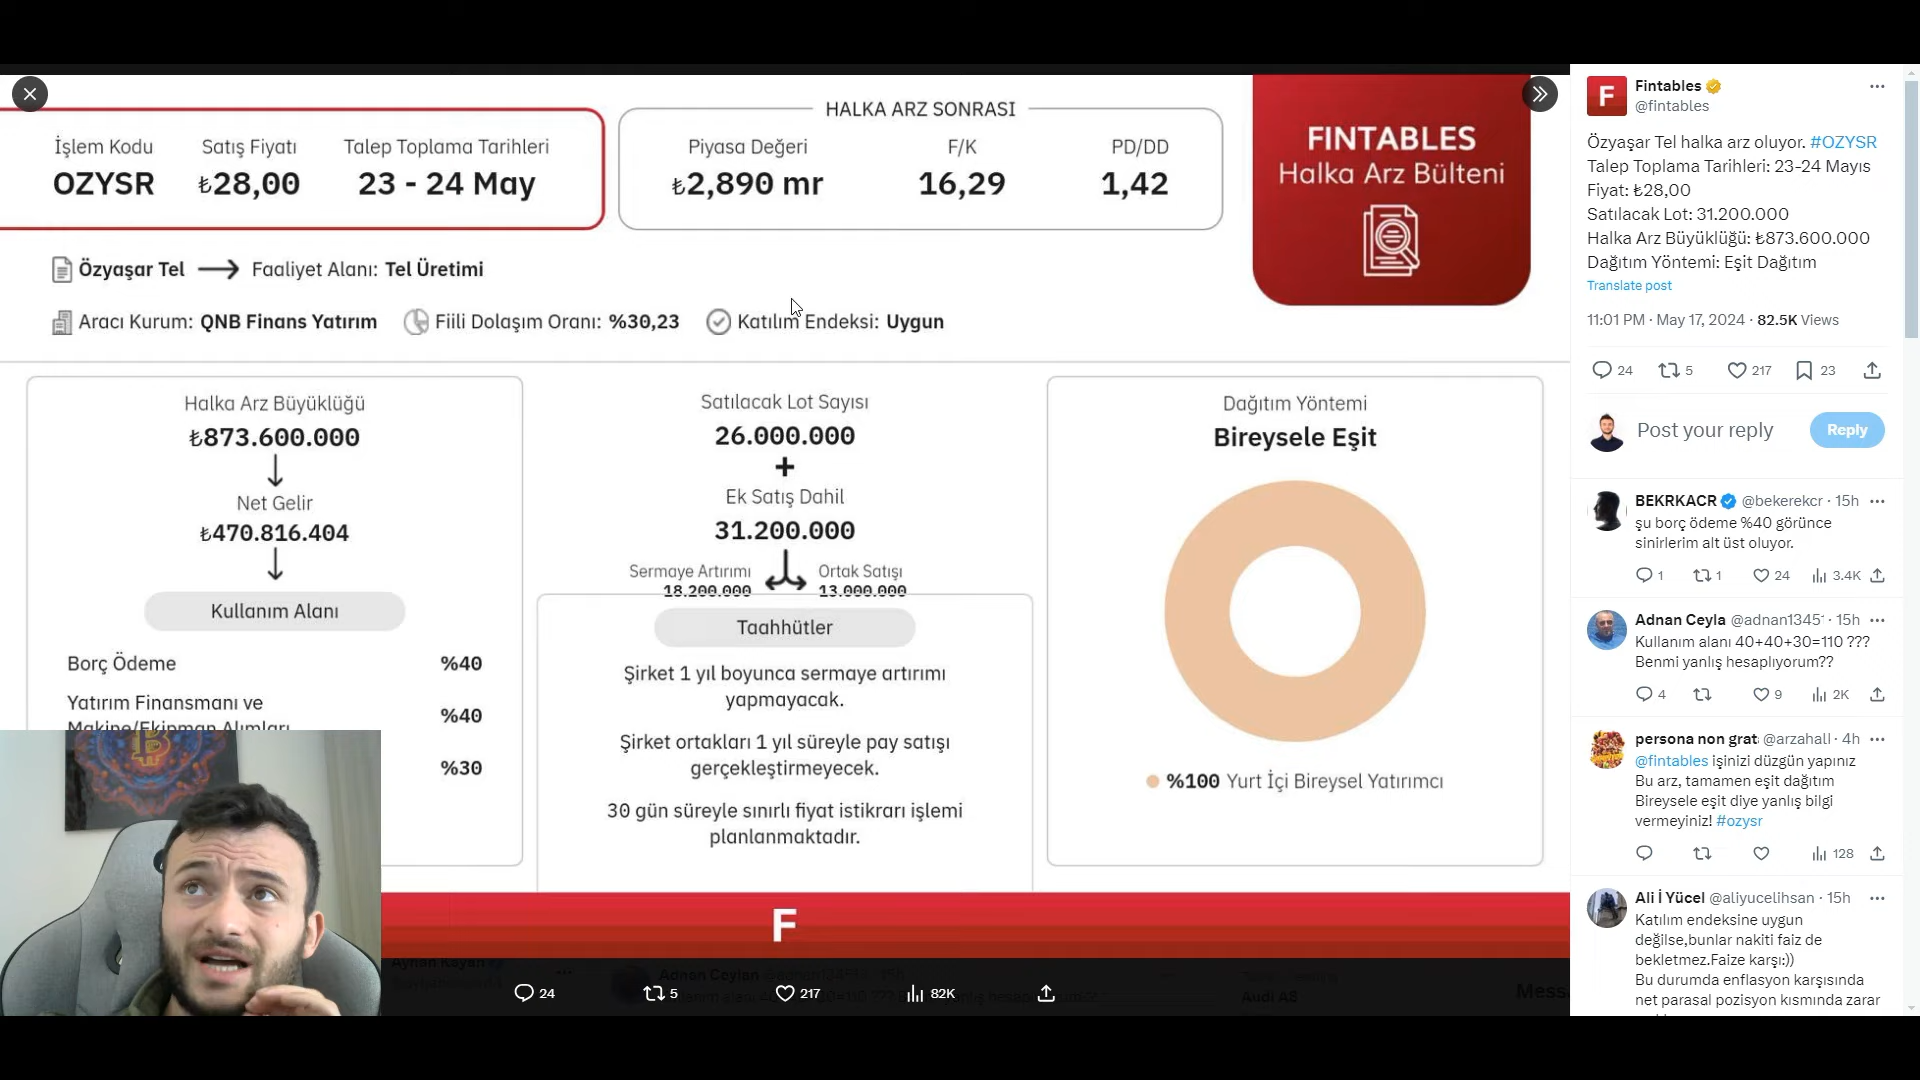 İşlem Kodu
OZYSR
Satış Fiyatı
₺28,00
Talep Toplama Tarihleri
23 - 24 May
HALKA ARZ SONRASI
Piyasa Değeri
₺2,890 mr
F/K
16,29
PD/DD
1,42
FINTABLES
Halka Arz Bülteni
Özyaşar Tel
Faaliyet Alanı: Tel Üretimi
Aracı Kurum: QNB Finans Yatırım
Fiili Dolaşım Oranı: %30,23
Katılım Endeksi: Uygun
Halka Arz Büyüklüğü
₺873.600.000
Net Gelir
₺470.816.404
Kullanım Alanı
Borç Ödeme %40
Yatırım Finansmanı ve
Makine/Ekipman Alımları
%40
%30
Satılacak Lot Sayısı
26.000.000
+
Ek Satış Dahil
31.200.000
Sermaye Artırımı
18.200.000
Ortak Satışı
13.000.000
Taahhütler
Şirket 1 yıl boyunca sermaye artırımı
yapmayacak.
Şirket ortakları 1 yıl süreyle pay satışı
gerçekleştirmeyecek.
30 gün süreyle sınırlı fiyat istikrarı işlemi
planlanmaktadır.
Dağıtım Yöntemi
Bireysele Eşit
%100 Yurt İçi Bireysel Yatırımcı
F
24
5
217
82K
F
Fintables
@fintables
Özyaşar Tel halka arz oluyor. #OZYSR
Talep Toplama Tarihleri: 23-24 Mayıs
Fiyat: ₺28,00
Satılacak Lot: 31.200.000
Halka Arz Büyüklüğü: ₺873.600.000
Dağıtım Yöntemi: Eşit Dağıtım
Translate post
11:01 PM · May 17, 2024 · 82.5K Views
24 5 217 23
Post your reply
Reply
BEKRKACR @bekerekcr · 15h
şu borç ödeme %40 görünce
sinirlerim alt üst oluyor.
1 1 24 3.4K
Adnan Ceyla @adnan1345 · 15h
Kullanım alanı 40+40+30=110 ???
Benmi yanlış hesaplıyorum??
4 9 2K
persona non grat @arzahall · 4h
@fintables işinizi düzgün yapınız
Bu arz, tamamen eşit dağıtım
Bireysele eşit diye yanlış bilgi
vermeyiniz! #ozysr
128
Ali İ Yücel @aliyucelihsan · 15h
Katılım endeksine uygun
değilse,bunlar nakiti faiz de
bekletmez.Faize karşı:))
Bu durumda enflasyon karşısında
net parasal pozisyon kısmında zarar